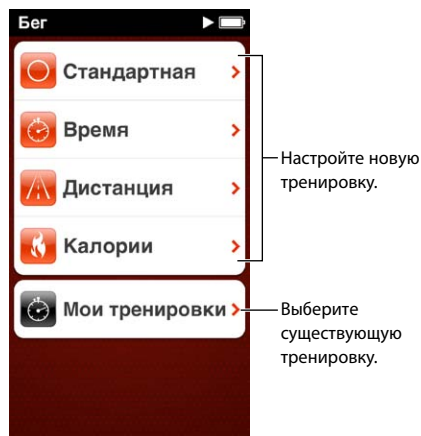 Бег
Стандартная
Время
Дистанция
Калории
Мои тренировки
Настройте новую
тренировку.
Выберите
существующую
тренировку.